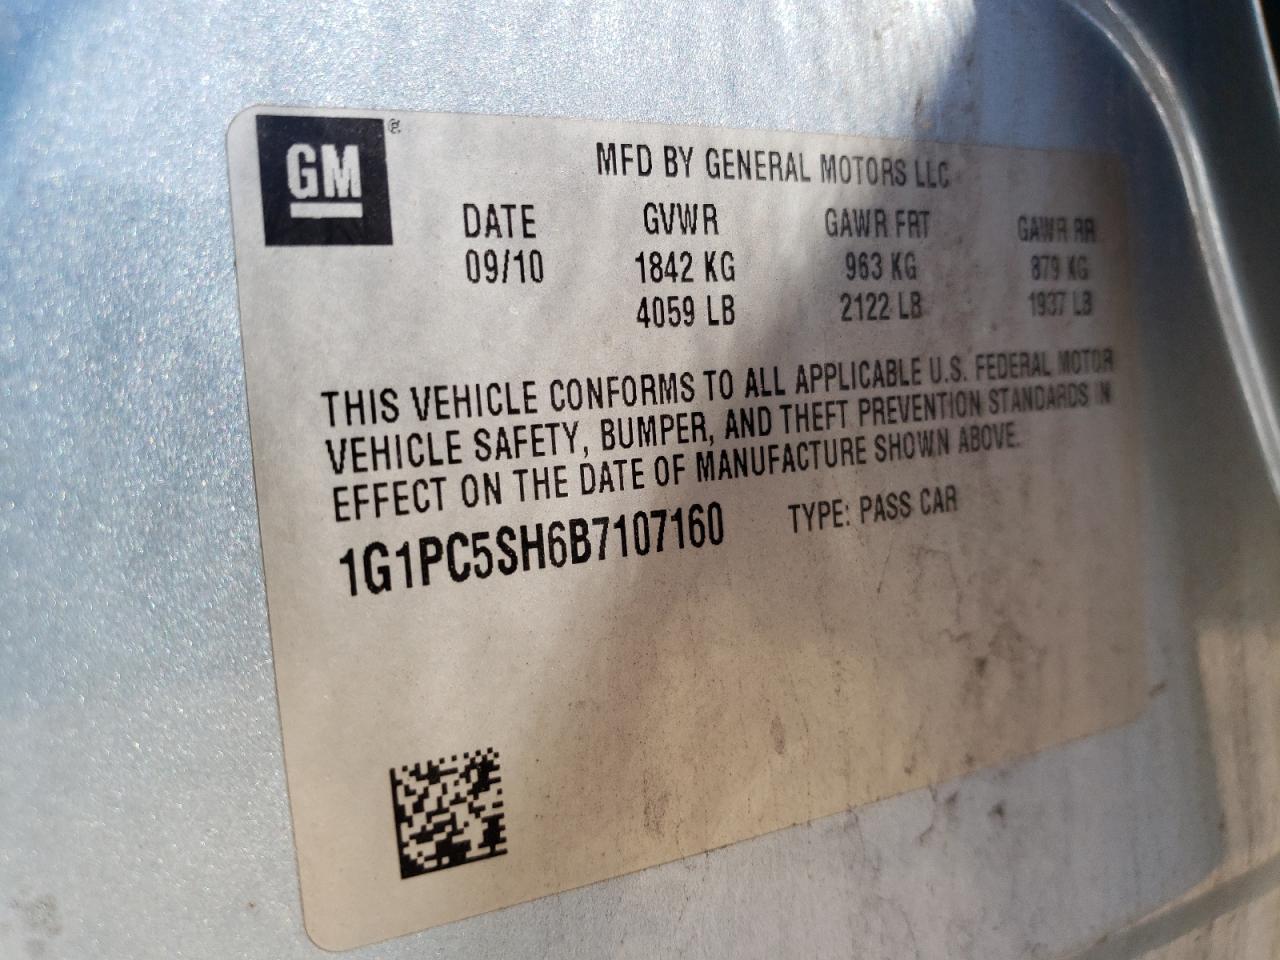 GM
MFD BY GENERAL MOTORS LLC
DATE GVWR GAWR FRT GAWR RR
09/10 1842 KG 963 KG 879 KG
4059 LB 2122 LB 1937 LB
THIS VEHICLE CONFORMS TO ALL APPLICABLE U.S. FEDERAL MOTOR
VEHICLE SAFETY, BUMPER, AND THEFT PREVENTION STANDARDS IN
EFFECT ON THE DATE OF MANUFACTURE SHOWN ABOVE.
1G1PC5SH6B7107160 TYPE: PASS CAR